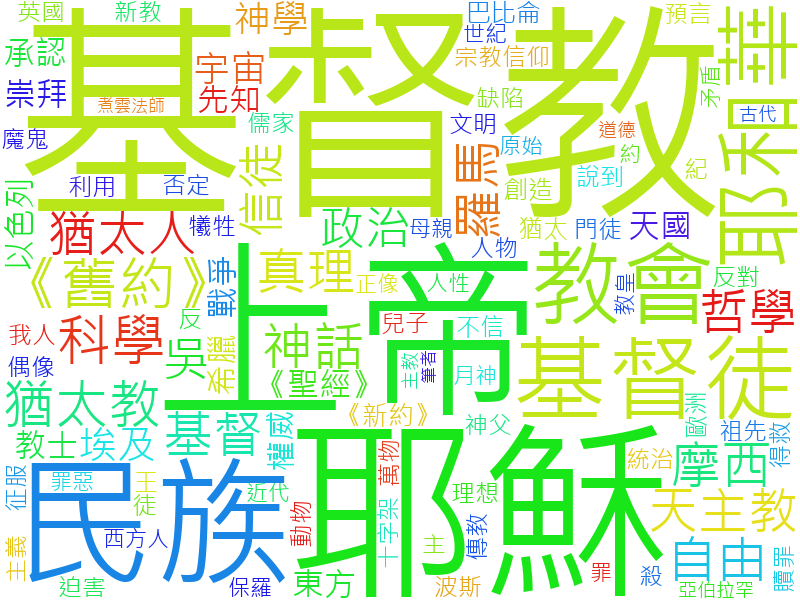 英國
新教
神學
巴比倫
預言
基督教
世紀
承認
宗教信仰
宇宙
耶和華
崇拜
先知
缺陷
矛盾
煮雲法師
儒家
文明
古代
道德
魔鬼
原始
信徒
羅馬
約
紀
利用
否定
創造
說到
以色列
猶太人
犧牲
政治
母親
猶太
門徒
天國
人物
《舊約》
戰爭
真理
正像
人性
教會
教皇
反對
上帝
哲學
我人
科學
反
吳
神話
兒子
不信
偶像
希臘
《聖經》
主教
筆者
月神
基督徒
猶太教
《新約》
神父
歐洲
教士
埃及
基督
權威
祖先
得救
民族
耶穌
萬物
統治
摩西
征服
罪惡
王
徒
近代
理想
天主教
動物
十字架
主義
西方人
主
傳教
自由
迫害
保羅
東方
波斯
罪
殺
贖罪
亞伯拉罕